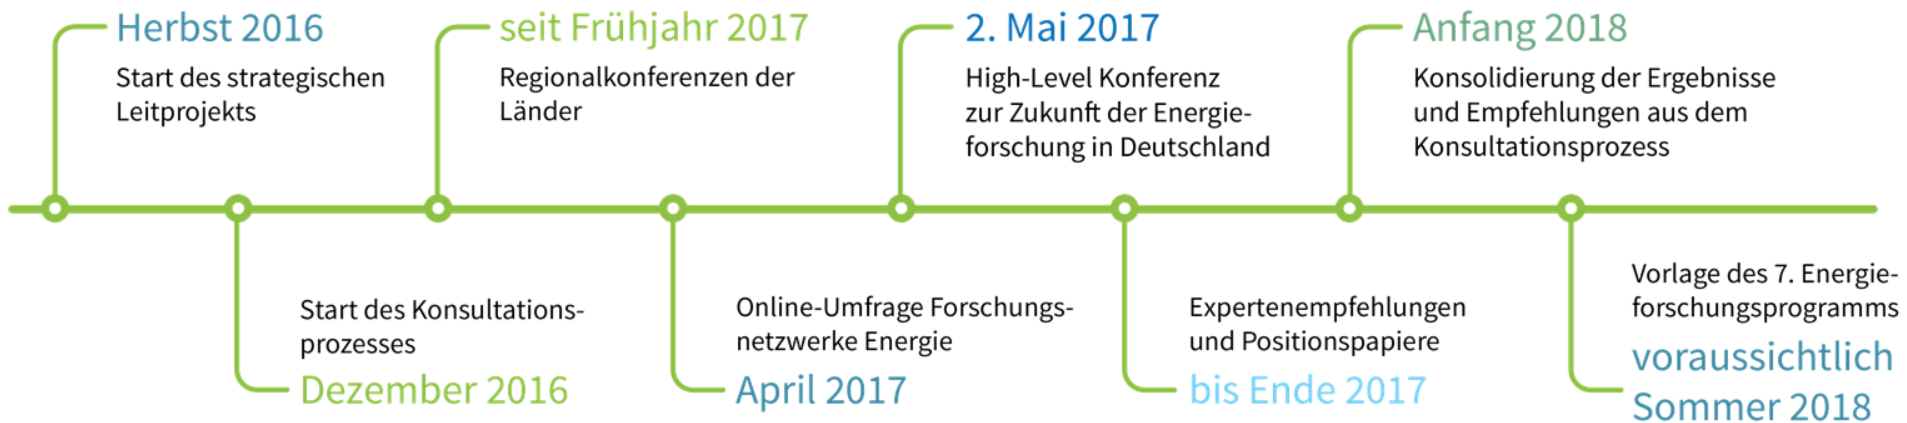 Herbst 2016
Start des strategischen
Leitprojekts
Start des Konsultations-
prozesses
Dezember 2016
seit Frühjahr 2017
Regionalkonferenzen der
Länder
Online-Umfrage Forschungs-
netzwerke Energie
April 2017
2. Mai 2017
High-Level Konferenz
zur Zukunft der Energie-
forschung in Deutschland
Expertenempfehlungen
und Positionspapiere
bis Ende 2017
Anfang 2018
Konsolidierung der Ergebnisse
und Empfehlungen aus dem
Konsultationsprozess
Vorlage des 7. Energie-
forschungsprogramms
voraussichtlich
Sommer 2018